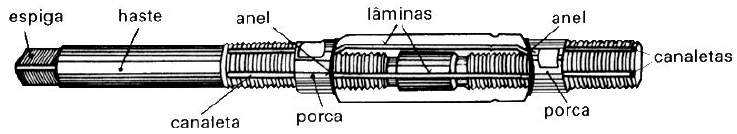 espiga
haste
anel
lâminas
anel
canaletas
canaleta
porca
porca